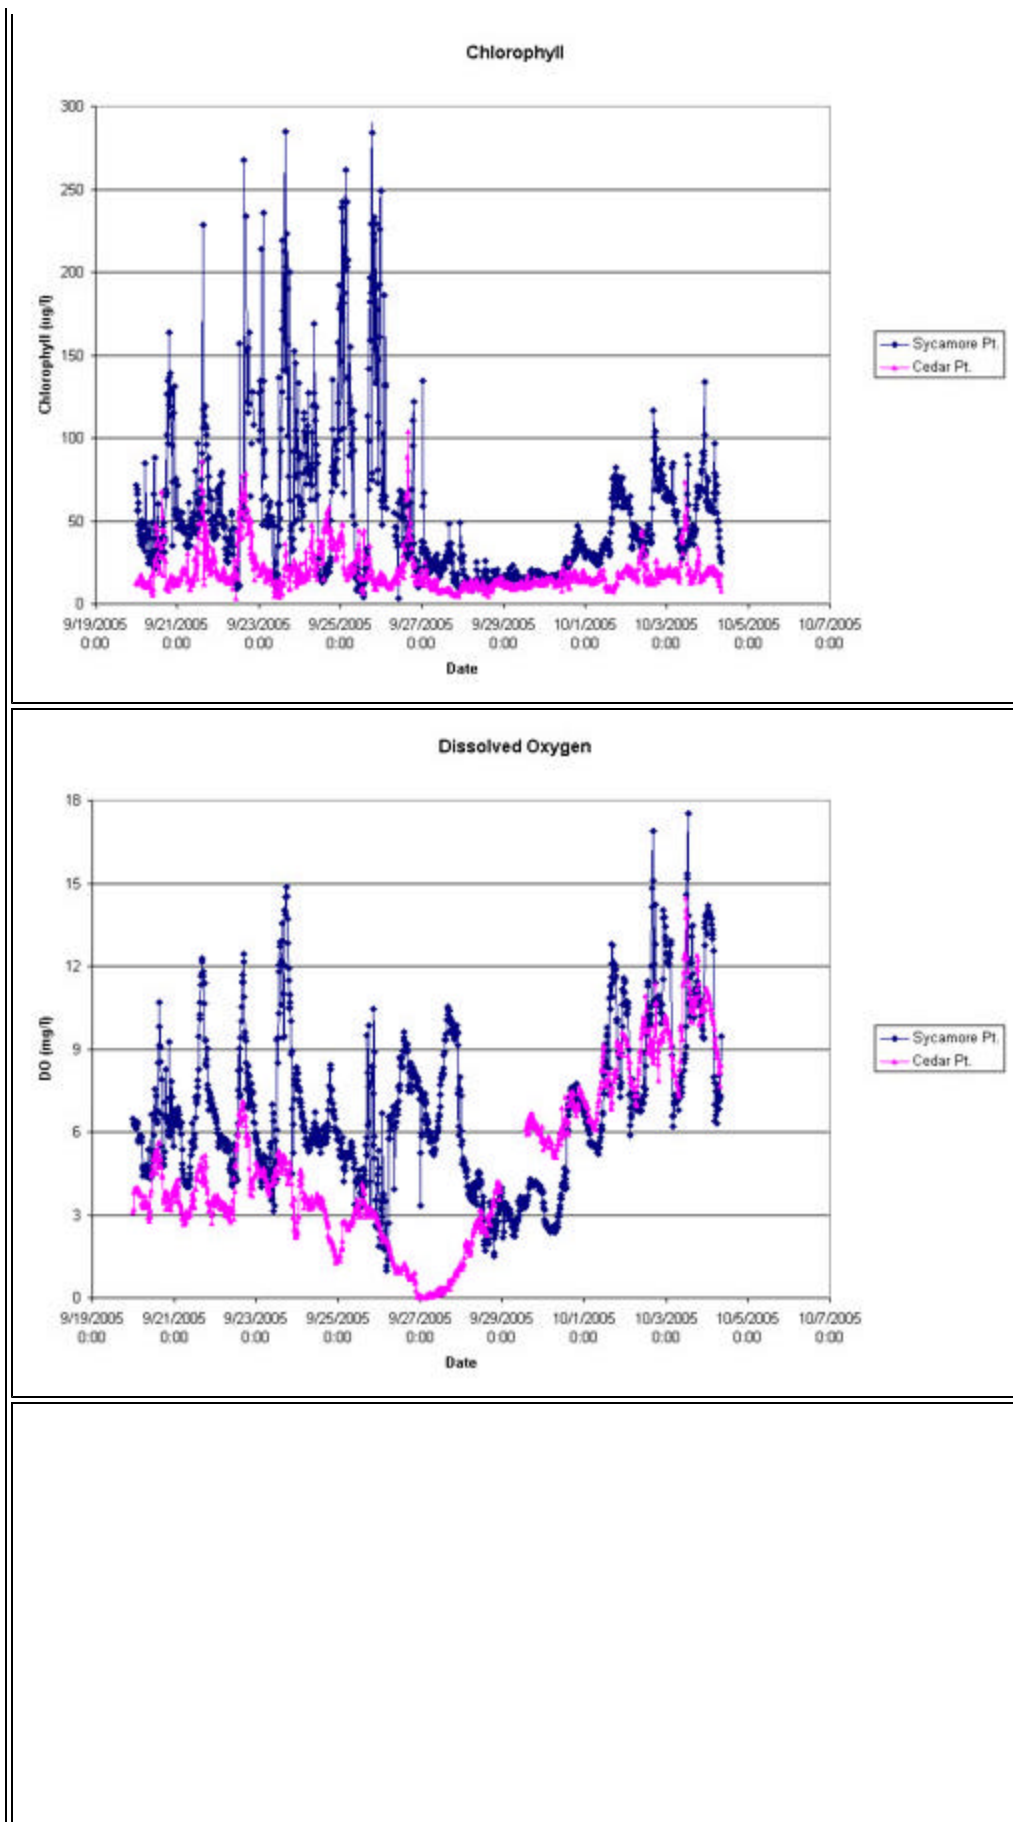 Chlorophyll
300
250
200
150
100
50
0
Chlorophyll (ug/l)
9/19/2005 9/21/2005 9/23/2005 9/25/2005 9/27/2005 9/29/2005 10/1/2005 10/3/2005 10/5/2005 10/7/2005
0:00 0:00 0:00 0:00 0:00 0:00 0:00 0:00 0:00 0:00
Date
Sycamore Pt.
Cedar Pt.
Dissolved Oxygen
18
15
12
9
6
3
0
DO (mg/l)
9/19/2005 9/21/2005 9/23/2005 9/25/2005 9/27/2005 9/29/2005 10/1/2005 10/3/2005 10/5/2005 10/7/2005
0:00 0:00 0:00 0:00 0:00 0:00 0:00 0:00 0:00 0:00
Date
Sycamore Pt.
Cedar Pt.